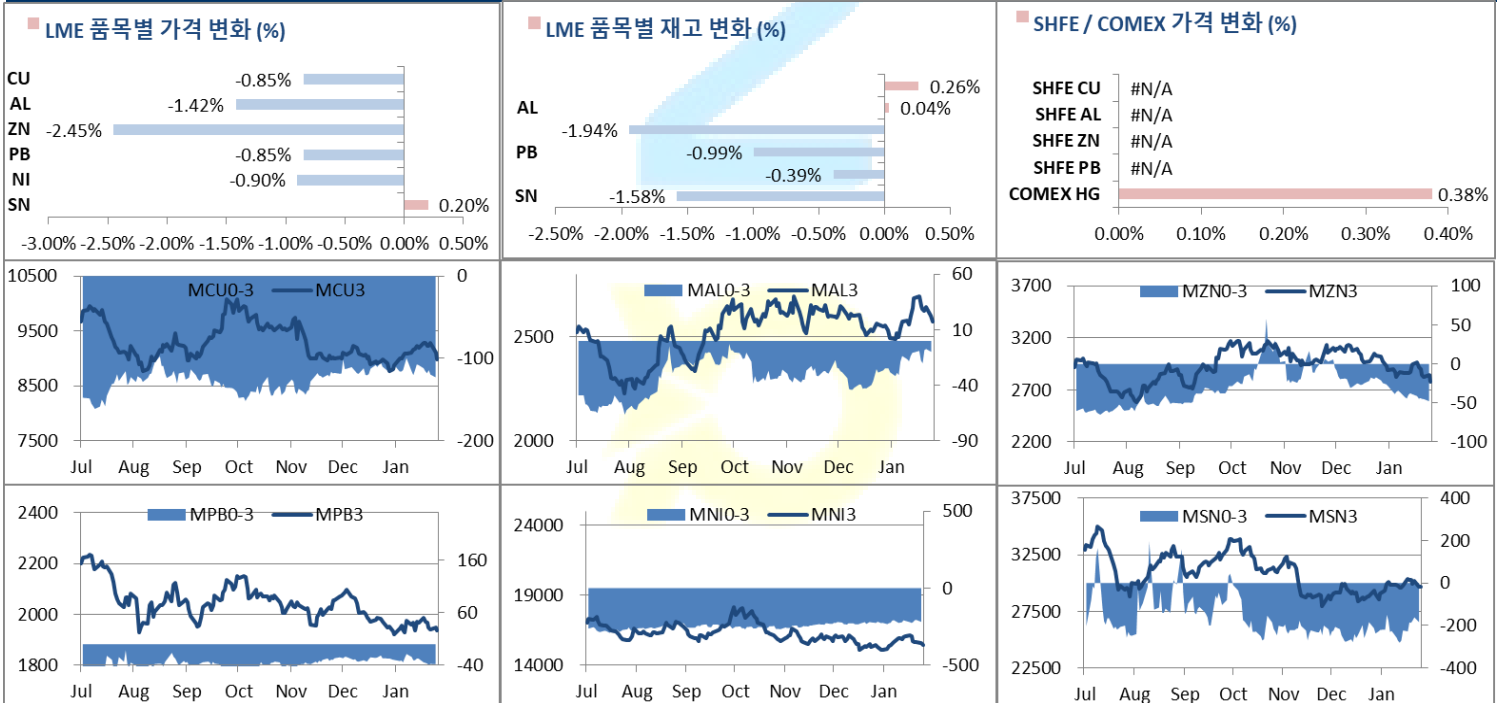 LME 품목별 가격 변화 (%)
CU -0.85%
AL -1.42%
ZN -2.45%
PB -0.85%
NI -0.90%
SN 0.20%
-3.00% -2.50% -2.00% -1.50% -1.00% -0.50% 0.00% 0.50%
LME 품목별 재고 변화 (%)
0.26%
AL 0.04%
-1.94%
PB -0.99%
-0.39%
SN -1.58%
-2.50% -2.00% -1.50% -1.00% -0.50% 0.00% 0.50%
SHFE / COMEX 가격 변화 (%)
SHFE CU #N/A
SHFE AL #N/A
SHFE ZN #N/A
SHFE PB #N/A
COMEX HG 0.38%
0.00% 0.10% 0.20% 0.30% 0.40%
MCU0-3 MCU3
10500 0
9500
-100
8500
7500 -200
Jul Aug Sep Oct Nov Dec Jan
MAL0-3 MAL3
60
2500 10
-40
2000 -90
Jul Aug Sep Oct Nov Dec Jan
MZN0-3 MZN3
3700 100
50
3200
0
2700
-50
2200 -100
Jul Aug Sep Oct Nov Dec Jan
MPB0-3 MPB3
2400
2200 160
2000 60
1800 -40
Jul Aug Sep Oct Nov Dec Jan
MNI0-3 MNI3
500
24000
0
19000
14000 -500
Jul Aug Sep Oct Nov Dec Jan
MSN0-3 MSN3
37500 400
200
32500
0
27500
-200
22500 -400
Jul Aug Sep Oct Nov Dec Jan